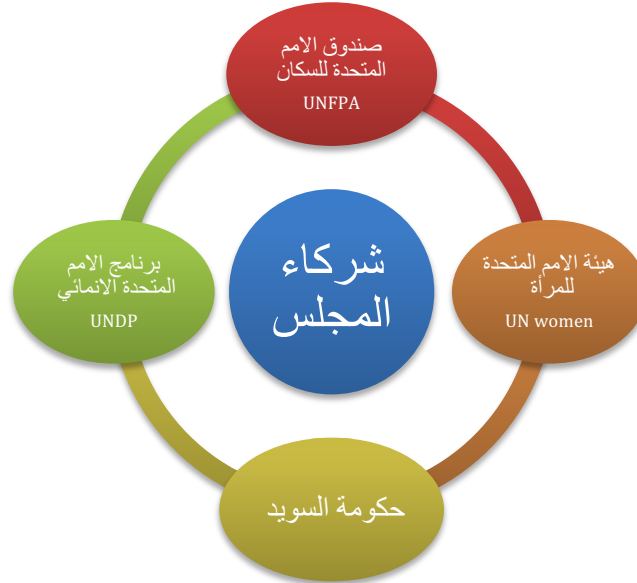 صندوق الامم
المتحدة للسكان
UNFPA
هيئة الامم المتحدة
للمرأة
UN women
حكومة السويد
برنامج الامم
المتحدة الانمائي
UNDP
شركاء
المجلس